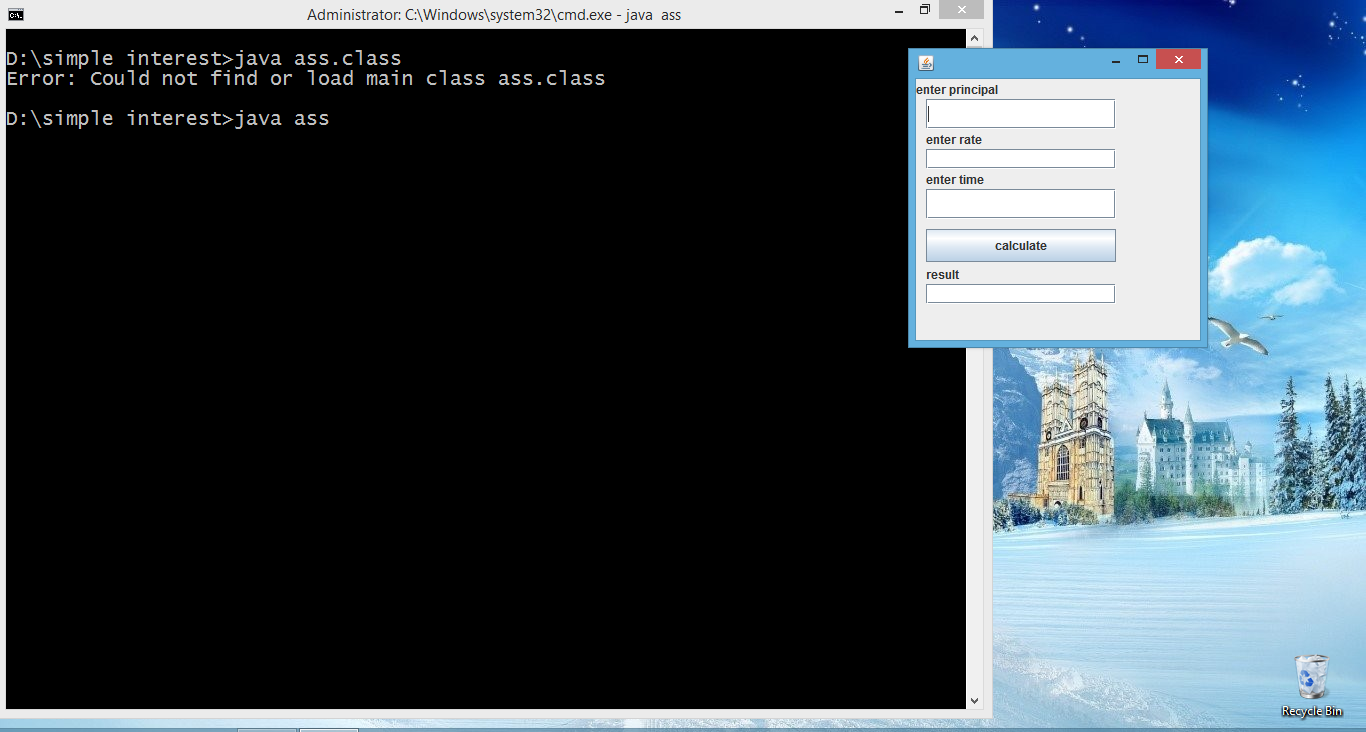 Administrator: C:\Windows\system32\cmd.exe - java  ass
D:\simple interest>java ass.class
Error: Could not find or load main class ass.class
D:\simple interest>java ass
enter principal
enter rate
enter time
calculate
result
Recycle Bin